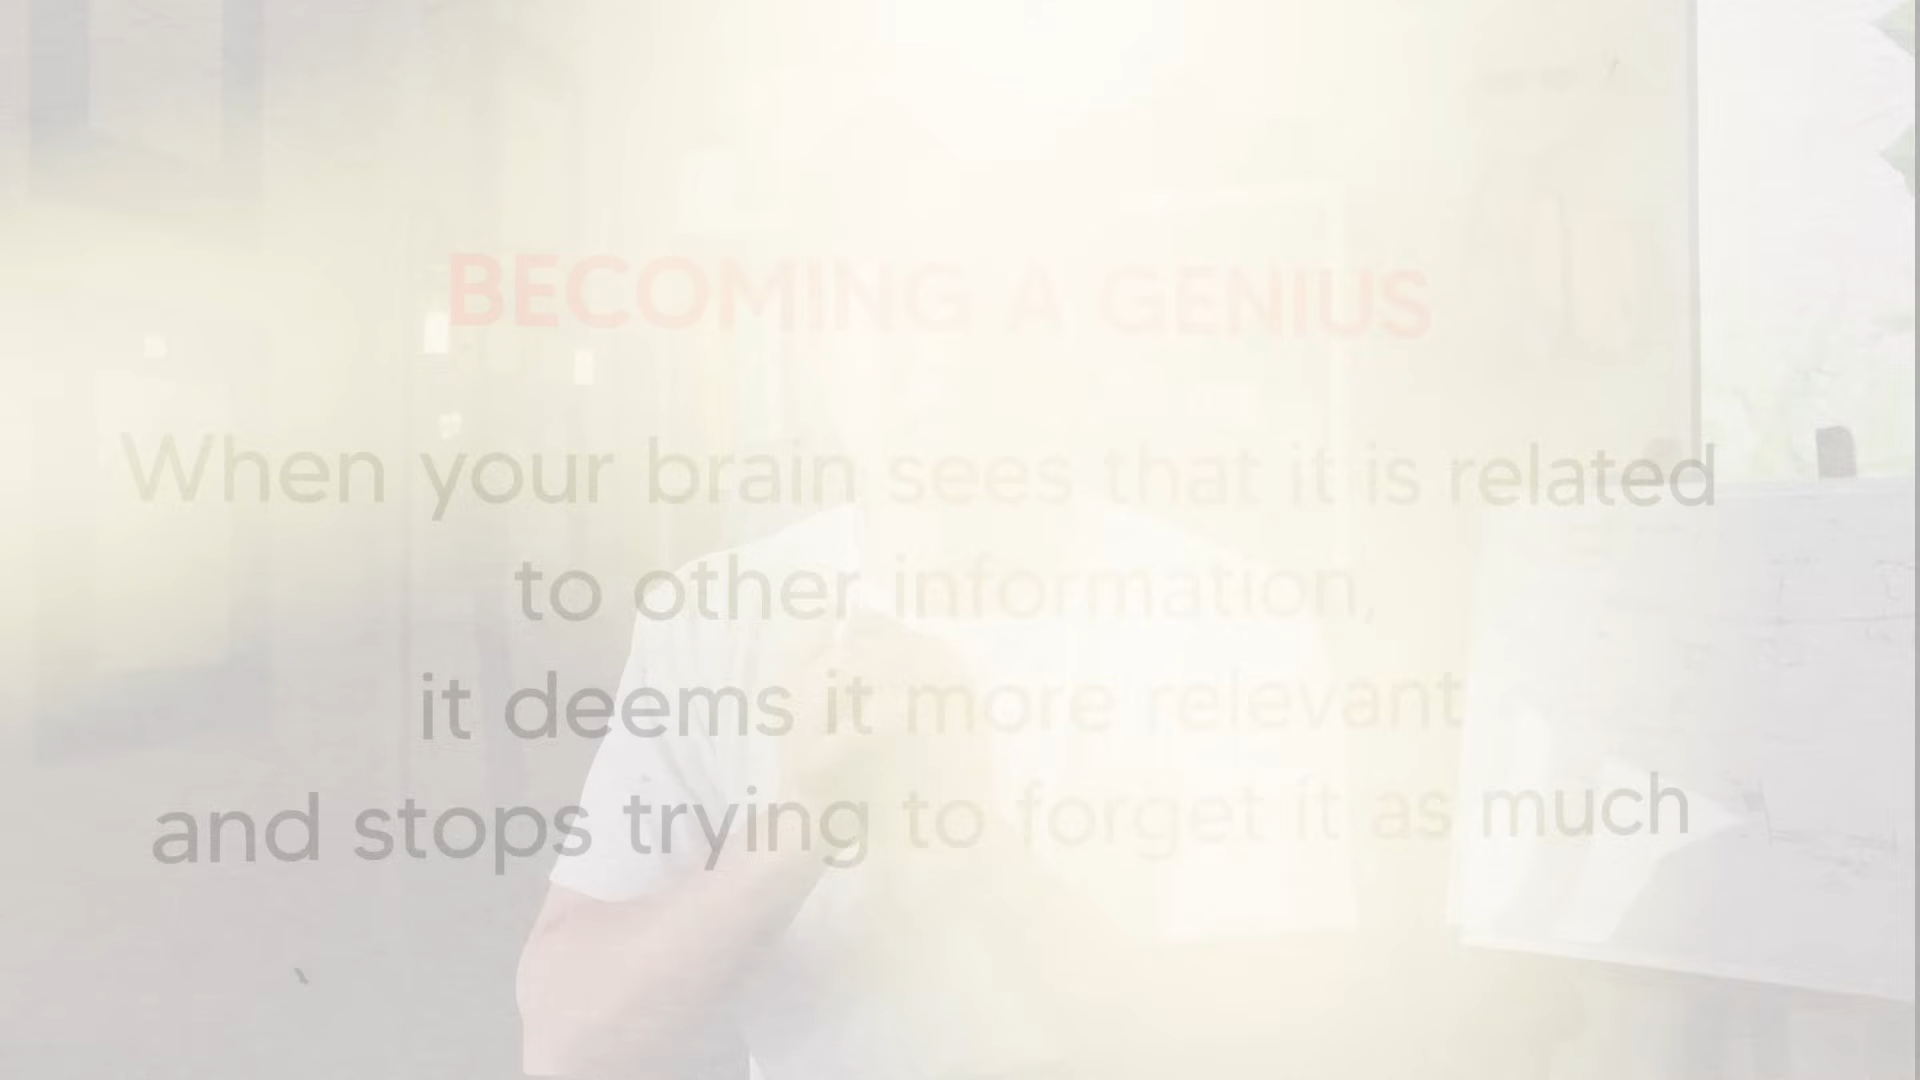 BECOMING A GENIUS
When your brain sees that it is related
to other information,
it deems it more relevant
and stops trying to forget it as much